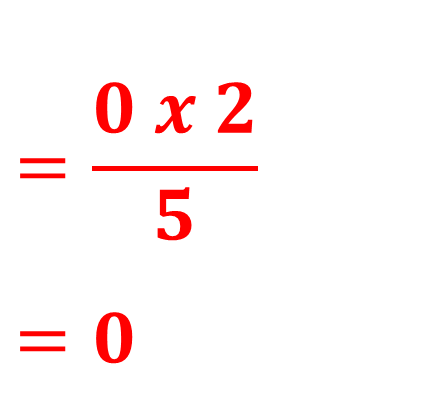 = 0 x 2
5
= 0